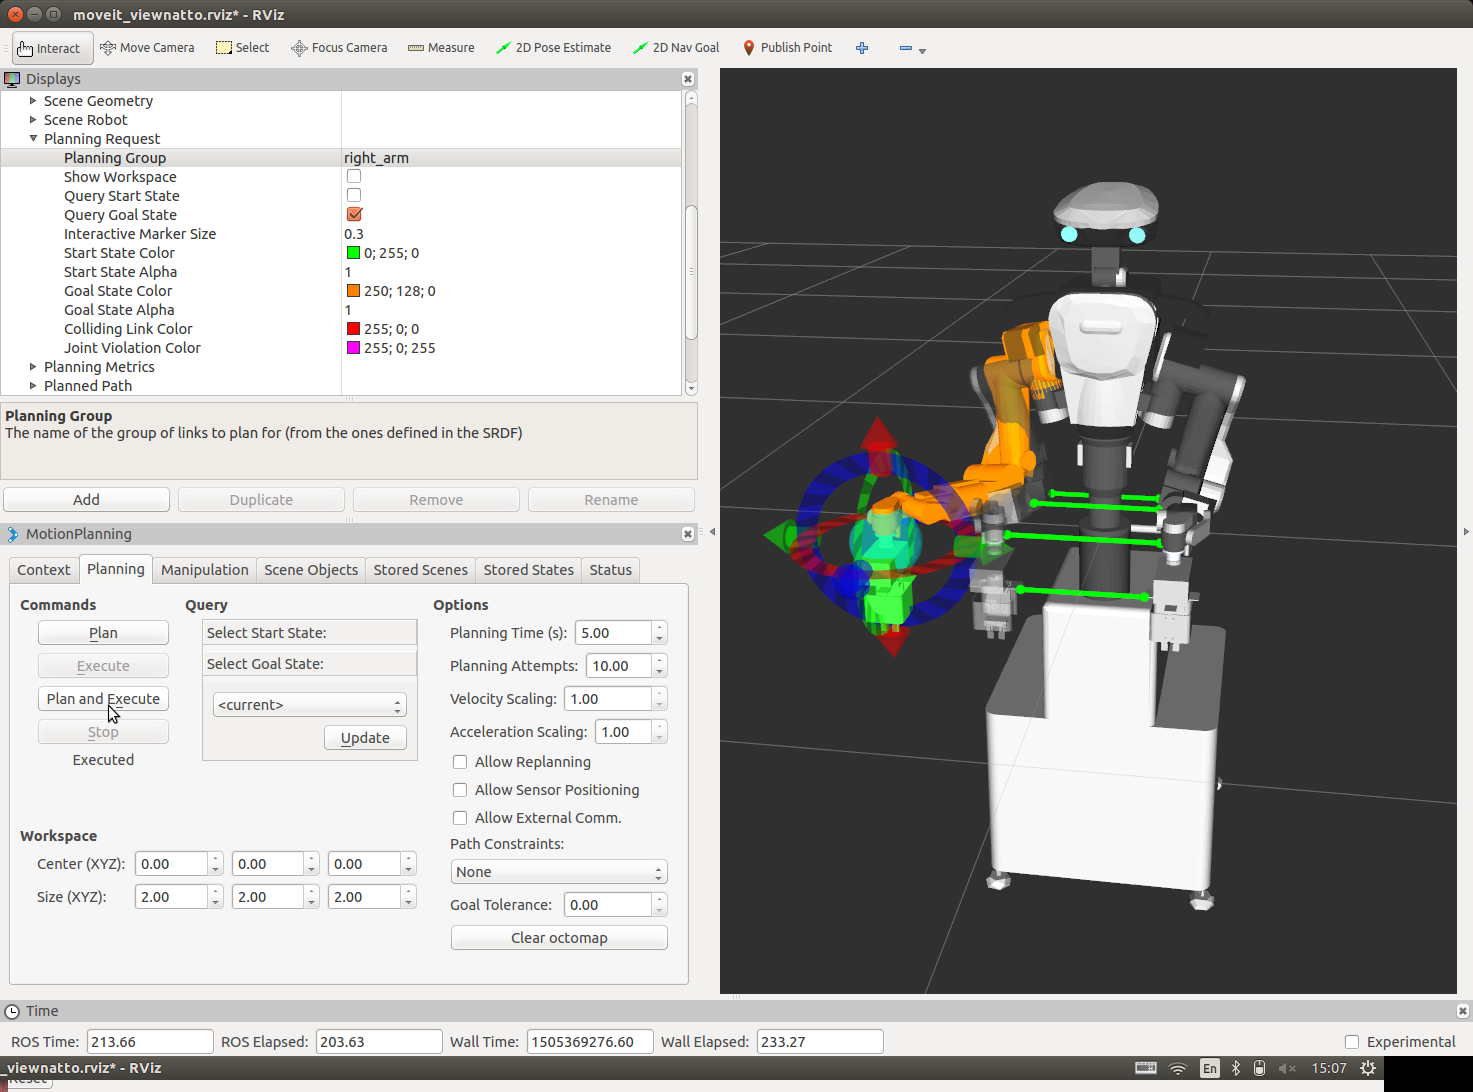 moveit_viewnatto.rviz* - RViz
Interact Move Camera Select Focus Camera Measure 2D Pose Estimate 2D Nav Goal Publish Point
Displays
Scene Geometry
Scene Robot
Planning Request
Planning Group right_arm
Show Workspace
Query Start State
Query Goal State
Interactive Marker Size 0.3
Start State Color 0; 255; 0
Start State Alpha 1
Goal State Color 250; 128; 0
Goal State Alpha 1
Colliding Link Color 255; 0; 0
Joint Violation Color 255; 0; 255
Planning Metrics
Planned Path
Planning Group
The name of the group of links to plan for (from the ones defined in the SRDF)
Add Duplicate Remove Rename
MotionPlanning
Context Planning Manipulation Scene Objects Stored Scenes Stored States Status
Commands Query Options
Plan Select Start State: Planning Time (s): 5.00
Execute Select Goal State: Planning Attempts: 10.00
Plan and Execute <current> Velocity Scaling: 1.00
Stop Update Acceleration Scaling: 1.00
Executed Allow Replanning
Allow Sensor Positioning
Allow External Comm.
Workspace Path Constraints:
Center (XYZ): 0.00 0.00 0.00 None
Size (XYZ): 2.00 2.00 2.00 Goal Tolerance: 0.00
Clear octomap
Time
ROS Time: 213.66 ROS Elapsed: 203.63 Wall Time: 1505369276.60 Wall Elapsed: 233.27 Experimental
_viewnatto.rviz* - RViz En 15:07
Reset